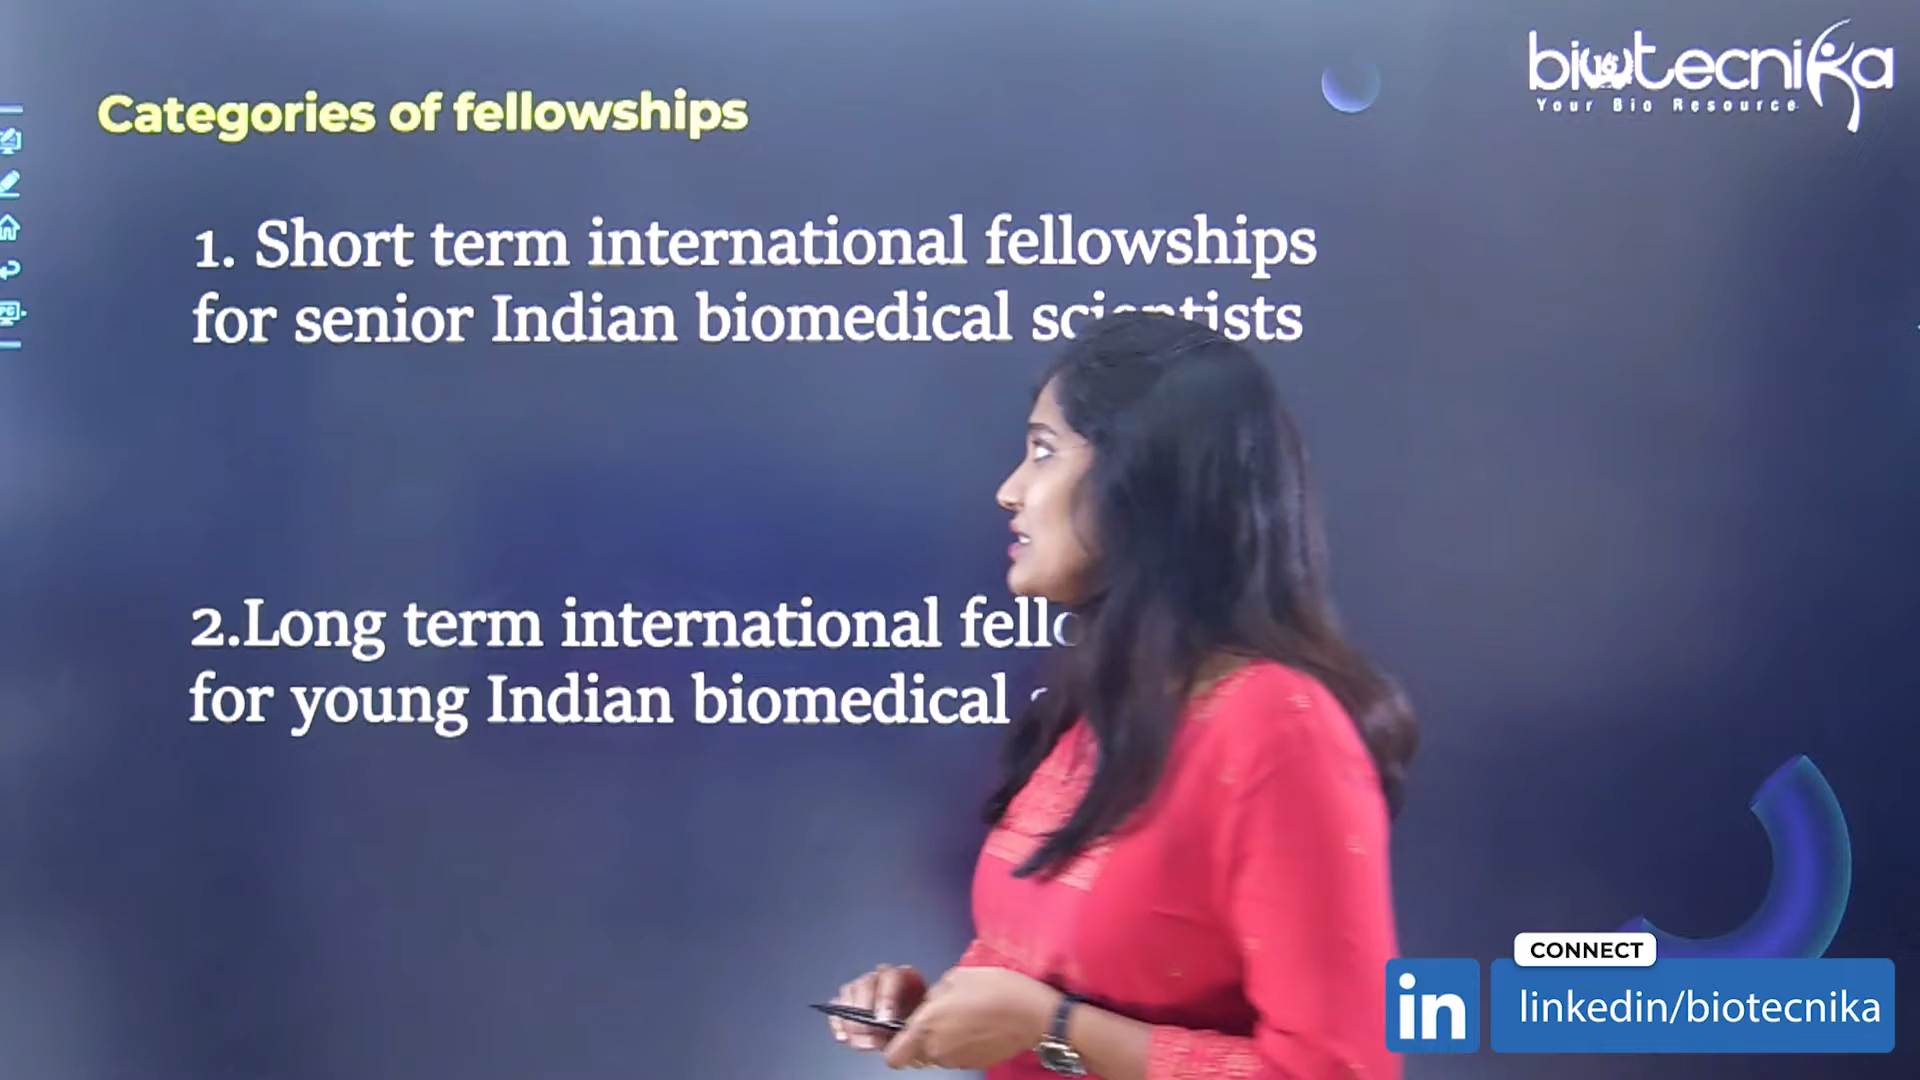 biotecnika
Your Bio Resource
Categories of fellowships
1. Short term international fellowships
for senior Indian biomedical scientists
2.Long term international
for young Indian biomedical
CONNECT
in
linkedin/biotecnika